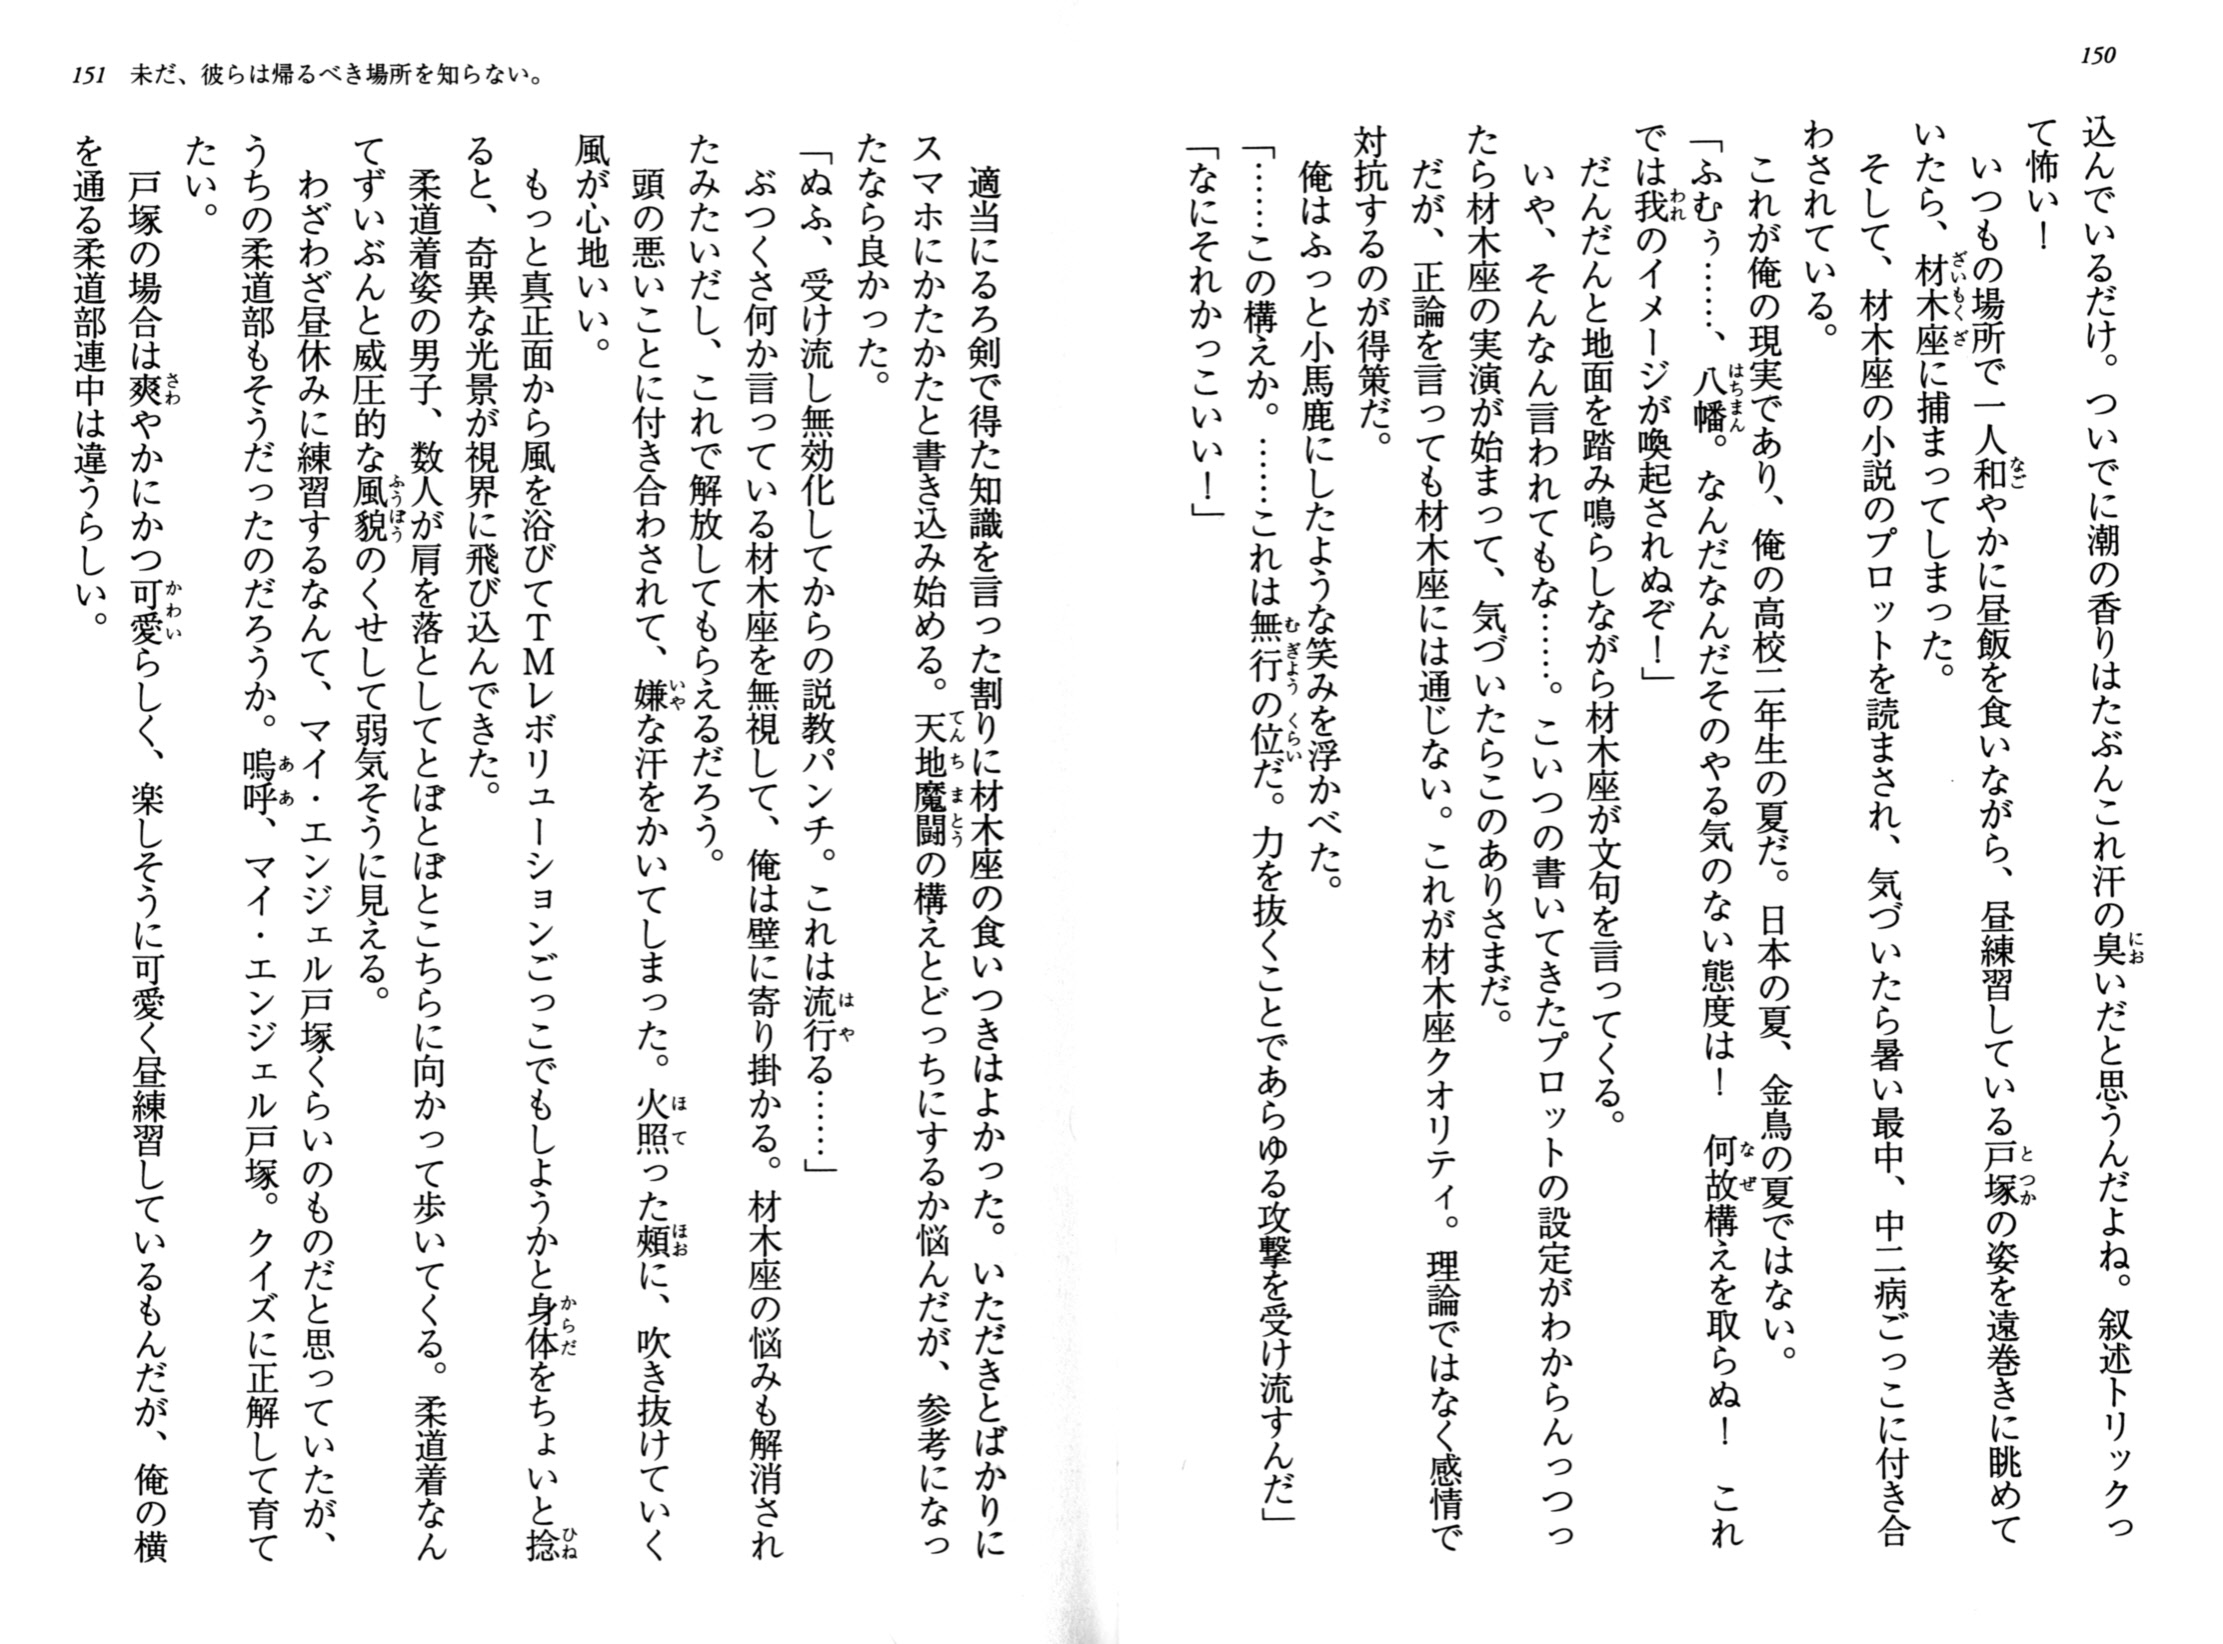 150
込んでいるだけ。ついでに潮の香りはたぶんこれ汗の臭いだと思うんだよね。叙述トリックっ
て怖い！
いつもの場所で一人和やかに昼飯を食いながら、昼練習している戸塚の姿を遠巻きに眺めて
いたら、材木座に捕まってしまった。
そして、材木座の小説のプロットを読まされ、気づいたら暑い最中、中二病ごっこに付き合
わされている。
これが俺の現実であり、俺の高校二年生の夏だ。日本の夏、金鳥の夏ではない。
「ふむぅ……、八幡。なんだなんだそのやる気のない態度は！　何故構えを取らぬ！　これ
では我のイメージが喚起されぬぞ！」
だんだんと地面を踏み鳴らしながら材木座が文句を言ってくる。
いや、そんなん言われてもな……。こいつの書いてきたプロットの設定がわからんっつっ
たら材木座の実演が始まって、気づいたらこのありさまだ。
だが、正論を言っても材木座には通じない。これが材木座クオリティ。理論ではなく感情で
対抗するのが得策だ。
俺はふっと小馬鹿にしたような笑みを浮かべた。
「……この構えか。……これは無行の位だ。力を抜くことであらゆる攻撃を受け流すんだ」
「なにそれかっこいい！」
151 未だ、彼らは帰るべき場所を知らない。
適当にるろ剣で得た知識を言った割りに材木座の食いつきはよかった。いただきとばかりに
スマホにかたかたと書き込み始める。天地魔闘の構えとどっちにするか悩んだが、参考になっ
たなら良かった。
「ぬふ、受け流し無効化してからの説教パンチ。これは流行る……」
ぶつくさ何か言っている材木座を無視して、俺は壁に寄り掛かる。材木座の悩みも解消され
たみたいだし、これで解放してもらえるだろう。
頭の悪いことに付き合わされて、嫌な汗をかいてしまった。火照った頬に、吹き抜けていく
風が心地いい。
もっと真正面から風を浴びてＴＭレボリューションごっこでもしようかと身体をちょいと捻
ると、奇異な光景が視界に飛び込んできた。
柔道着姿の男子、数人が肩を落としてとぼとぼとこちらに向かって歩いてくる。柔道着なん
てずいぶんと威圧的な風貌のくせして弱気そうに見える。
わざわざ昼休みに練習するなんて、マイ・エンジェル戸塚くらいのものだと思っていたが、
うちの柔道部もそうだったのだろうか。嗚呼、マイ・エンジェル戸塚。クイズに正解して育て
たい。
戸塚の場合は爽やかにかつ可愛らしく、楽しそうに可愛く昼練習しているもんだが、俺の横
を通る柔道部連中は違うらしい。